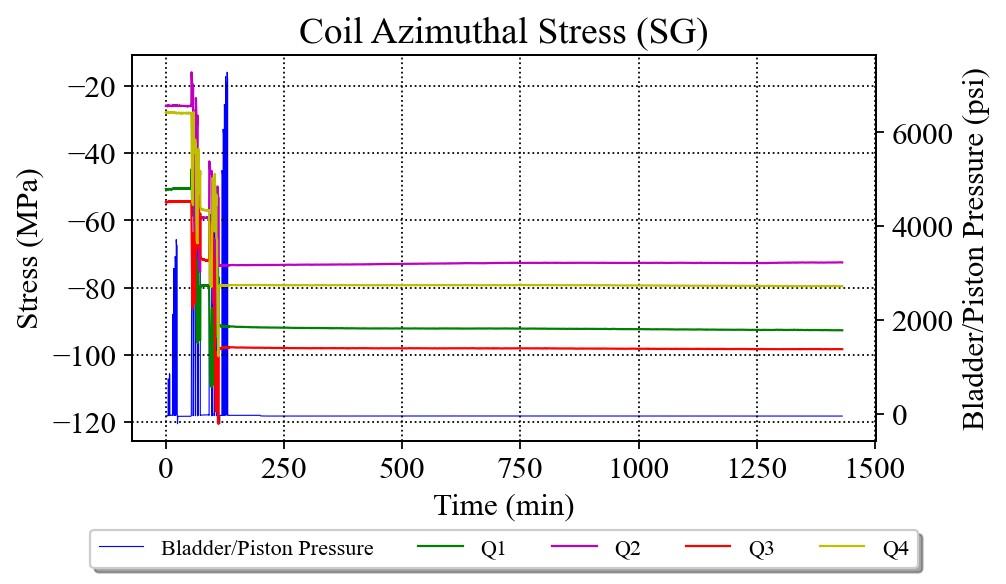 Coil Azimuthal Stress (SG)
Stress (MPa)
−20
−40
−60
−80
−100
−120
6000
4000
2000
0
Bladder/Piston Pressure (psi)
0 250 500 750 1000 1250 1500
Time (min)
Bladder/Piston Pressure Q1 Q2 Q3 Q4